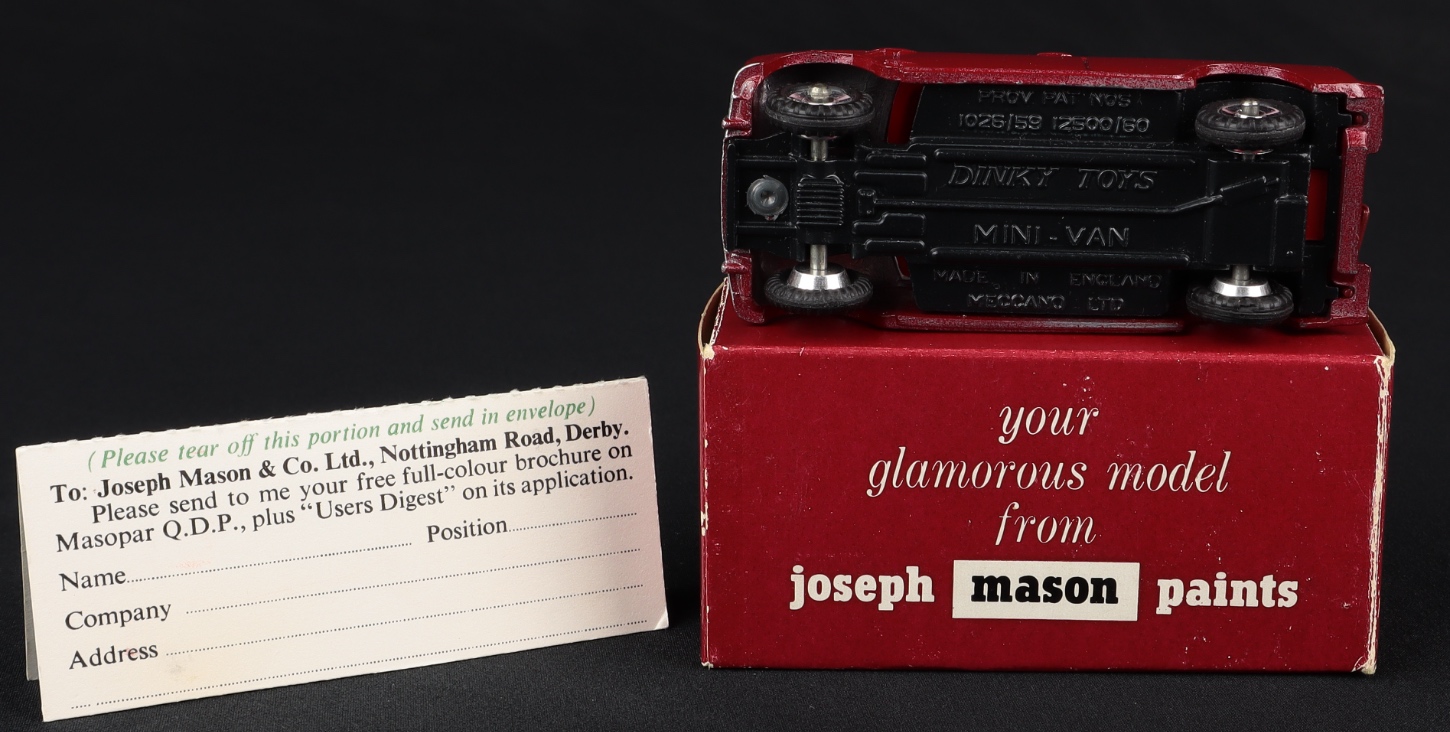 (Please tear off this portion and send in envelope)
To: Joseph Mason & Co. Ltd., Nottingham Road, Derby.
Please send to me your free full-colour brochure on
Masopar Q.D.P., plus "Users Digest" on its application.
Position
Name
Company
Address
PROV PAT NOS
1026/59 12500/60
DINKY TOYS
MINI-VAN
MADE IN ENGLAND
MECCANO LTD
your
glamorous model
from
joseph mason paints